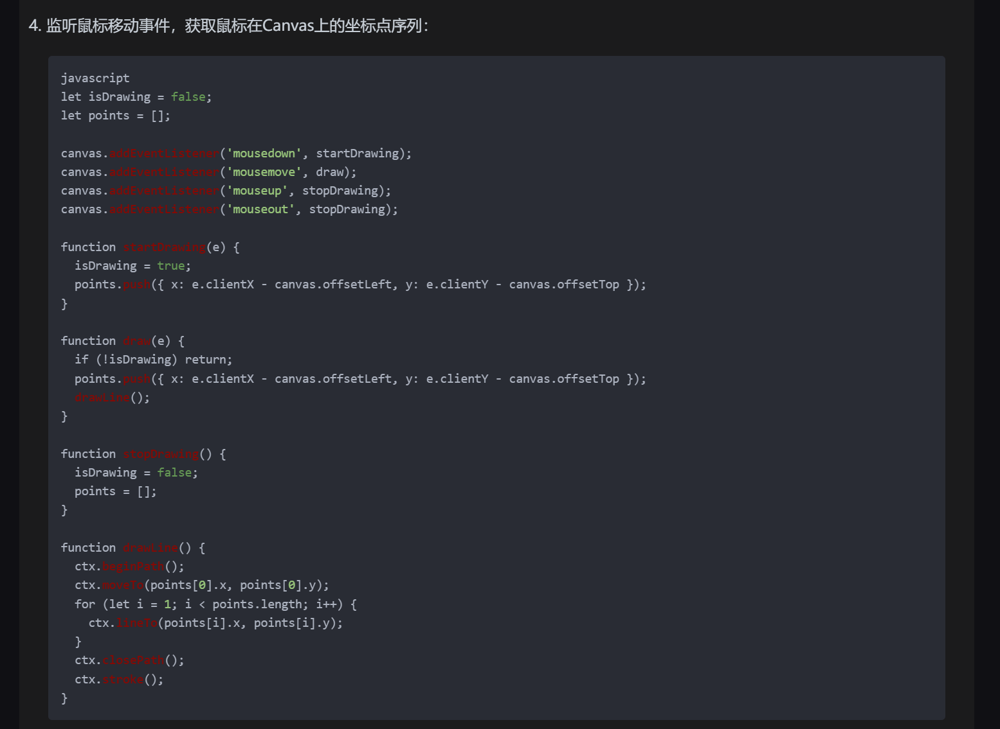 4. 监听鼠标移动事件，获取鼠标在Canvas上的坐标点序列：
javascript
let isDrawing = false;
let points = [];
canvas.addEventListener('mousedown', startDrawing);
canvas.addEventListener('mousemove', draw);
canvas.addEventListener('mouseup', stopDrawing);
canvas.addEventListener('mouseout', stopDrawing);
function startDrawing(e) {
  isDrawing = true;
  points.push({ x: e.clientX - canvas.offsetLeft, y: e.clientY - canvas.offsetTop });
}
function draw(e) {
  if (!isDrawing) return;
  points.push({ x: e.clientX - canvas.offsetLeft, y: e.clientY - canvas.offsetTop });
  drawLine();
}
function stopDrawing() {
  isDrawing = false;
  points = [];
}
function drawLine() {
  ctx.beginPath();
  ctx.moveTo(points[0].x, points[0].y);
  for (let i = 1; i < points.length; i++) {
    ctx.lineTo(points[i].x, points[i].y);
  }
  ctx.closePath();
  ctx.stroke();
}